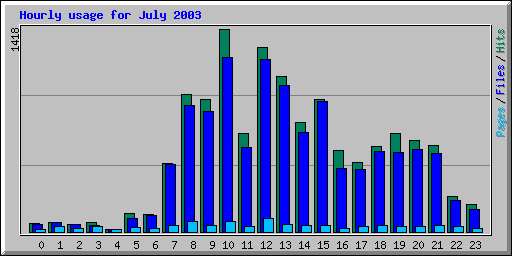 Hourly usage for July 2003
1418
Pages/Files/Hits
0 1 2 3 4 5 6 7 8 9 10 11 12 13 14 15 16 17 18 19 20 21 22 23